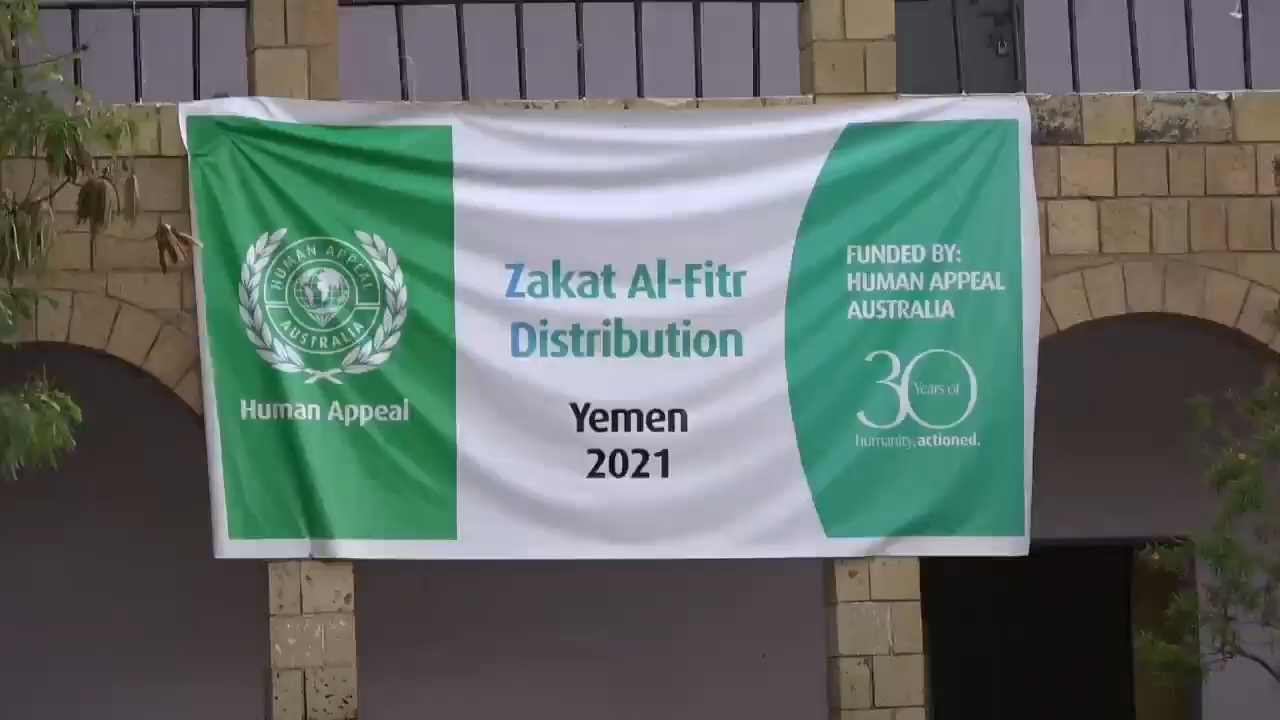 HUMAN APPEAL
AUSTRALIA
Human Appeal
Zakat Al-Fitr
Distribution
Yemen
2021
FUNDED BY:
HUMAN APPEAL
AUSTRALIA
30 Years of
humanity, actioned.